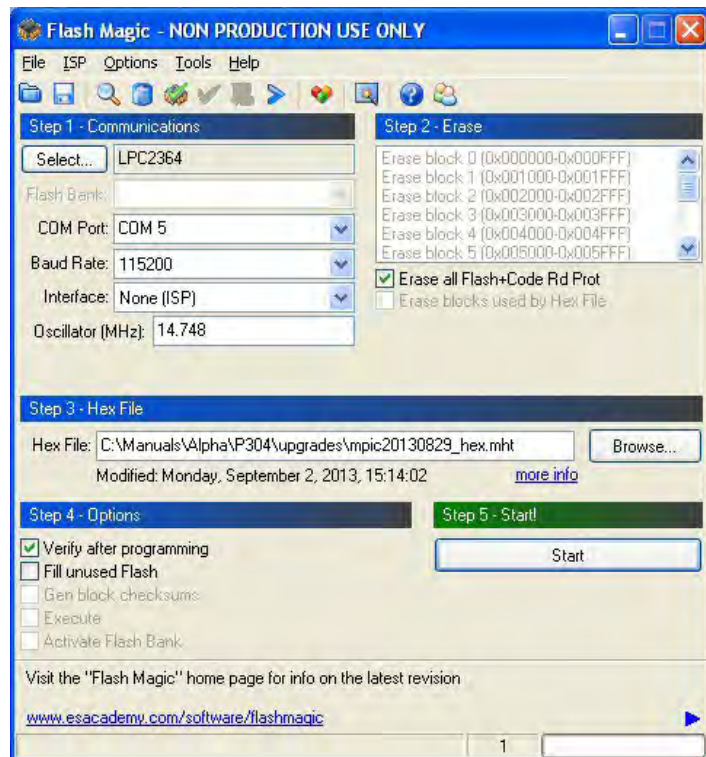 Flash Magic - NON PRODUCTION USE ONLY
File ISP Options Tools Help
Step 1 - Communications
Select... LPC2364
Flash Bank:
COM Port: COM 5
Baud Rate: 115200
Interface: None (ISP)
Oscillator (MHz): 14.748
Step 2 - Erase
Erase block 0 (0x000000-0x000FFF)
Erase block 1 (0x001000-0x001FFF)
Erase block 2 (0x002000-0x002FFF)
Erase block 3 (0x003000-0x003FFF)
Erase block 4 (0x004000-0x004FFF)
Erase block 5 (0x005000-0x005FFF)
Erase all Flash+Code Rd Prot
Erase blocks used by Hex File
Step 3 - Hex File
Hex File: C:\Manuals\Alpha\P304\upgrades\mpic20130829_hex.mht Browse...
Modified: Monday, September 2, 2013, 15:14:02 more info
Step 4 - Options
Verify after programming
Fill unused Flash
Gen block checksums
Execute
Activate Flash Bank
Step 5 - Start!
Start
Visit the "Flash Magic" home page for info on the latest revision
www.esacademy.com/software/flashmagic
1